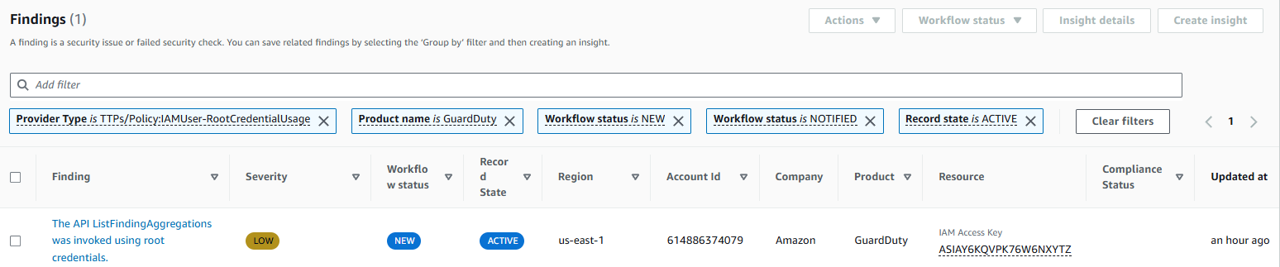 Findings (1)
Actions
Workflow status
Insight details
Create insight
A finding is a security issue or failed security check. You can save related findings by selecting the 'Group by' filter and then creating an insight.
Add filter
Provider Type is TTPs/Policy:IAMUser-RootCredentialUsage
Product name is GuardDuty
Workflow status is NEW
Workflow status is NOTIFIED
Record state is ACTIVE
Clear filters
1
Finding
Severity
Workflo
w status
Recor
d
State
Region
Account Id
Company
Product
Resource
Compliance
Status
Updated at
The API ListFindingAggregations
was invoked using root
credentials.
LOW
NEW
ACTIVE
us-east-1
614886374079
Amazon
GuardDuty
IAM Access Key
ASIAY6KQVPK76W6NXYTZ
an hour ago